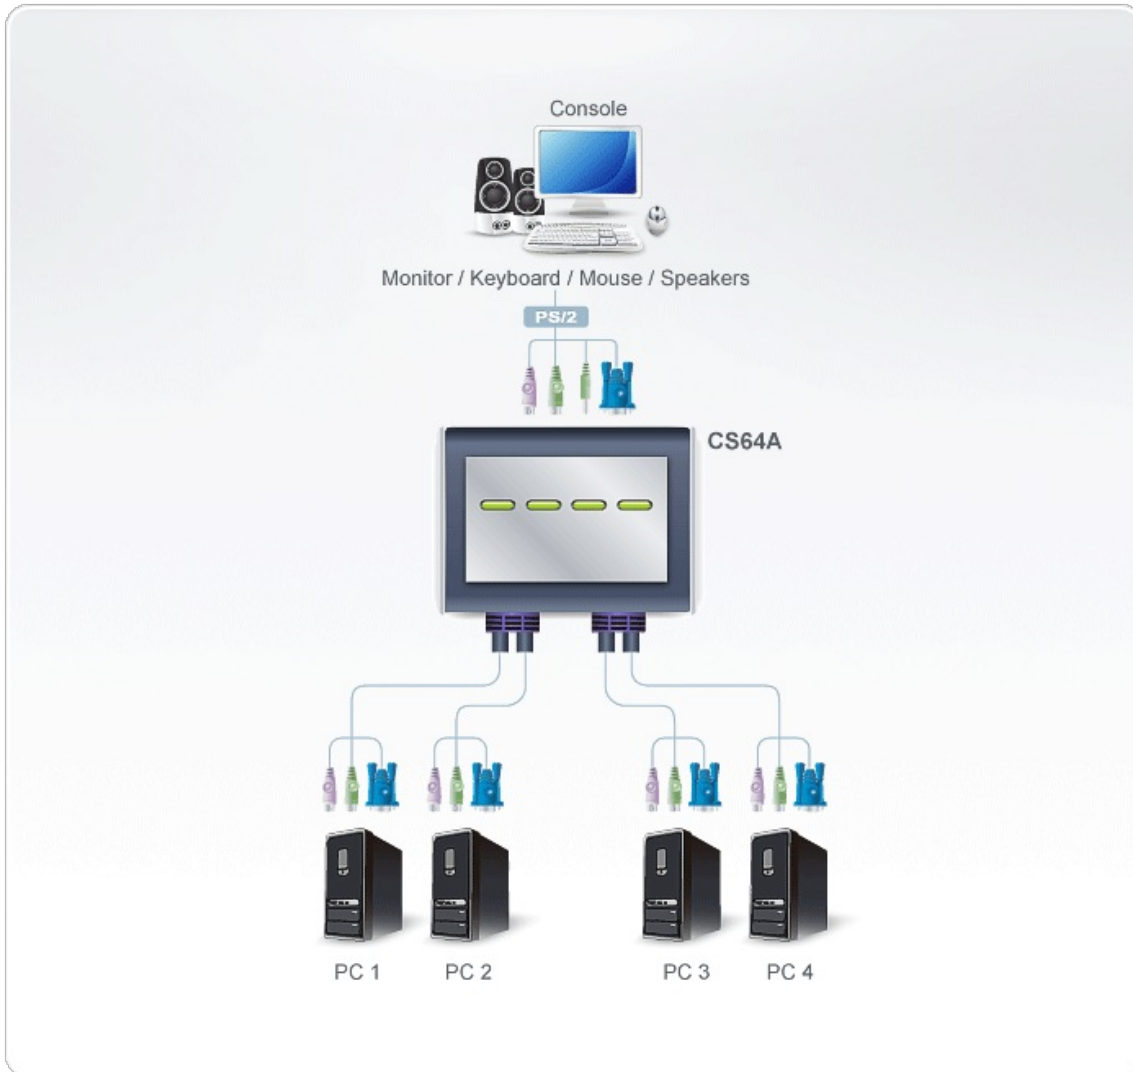 Console
Monitor / Keyboard / Mouse / Speakers
PS/2
CS64A
PC 1
PC 2
PC 3
PC 4